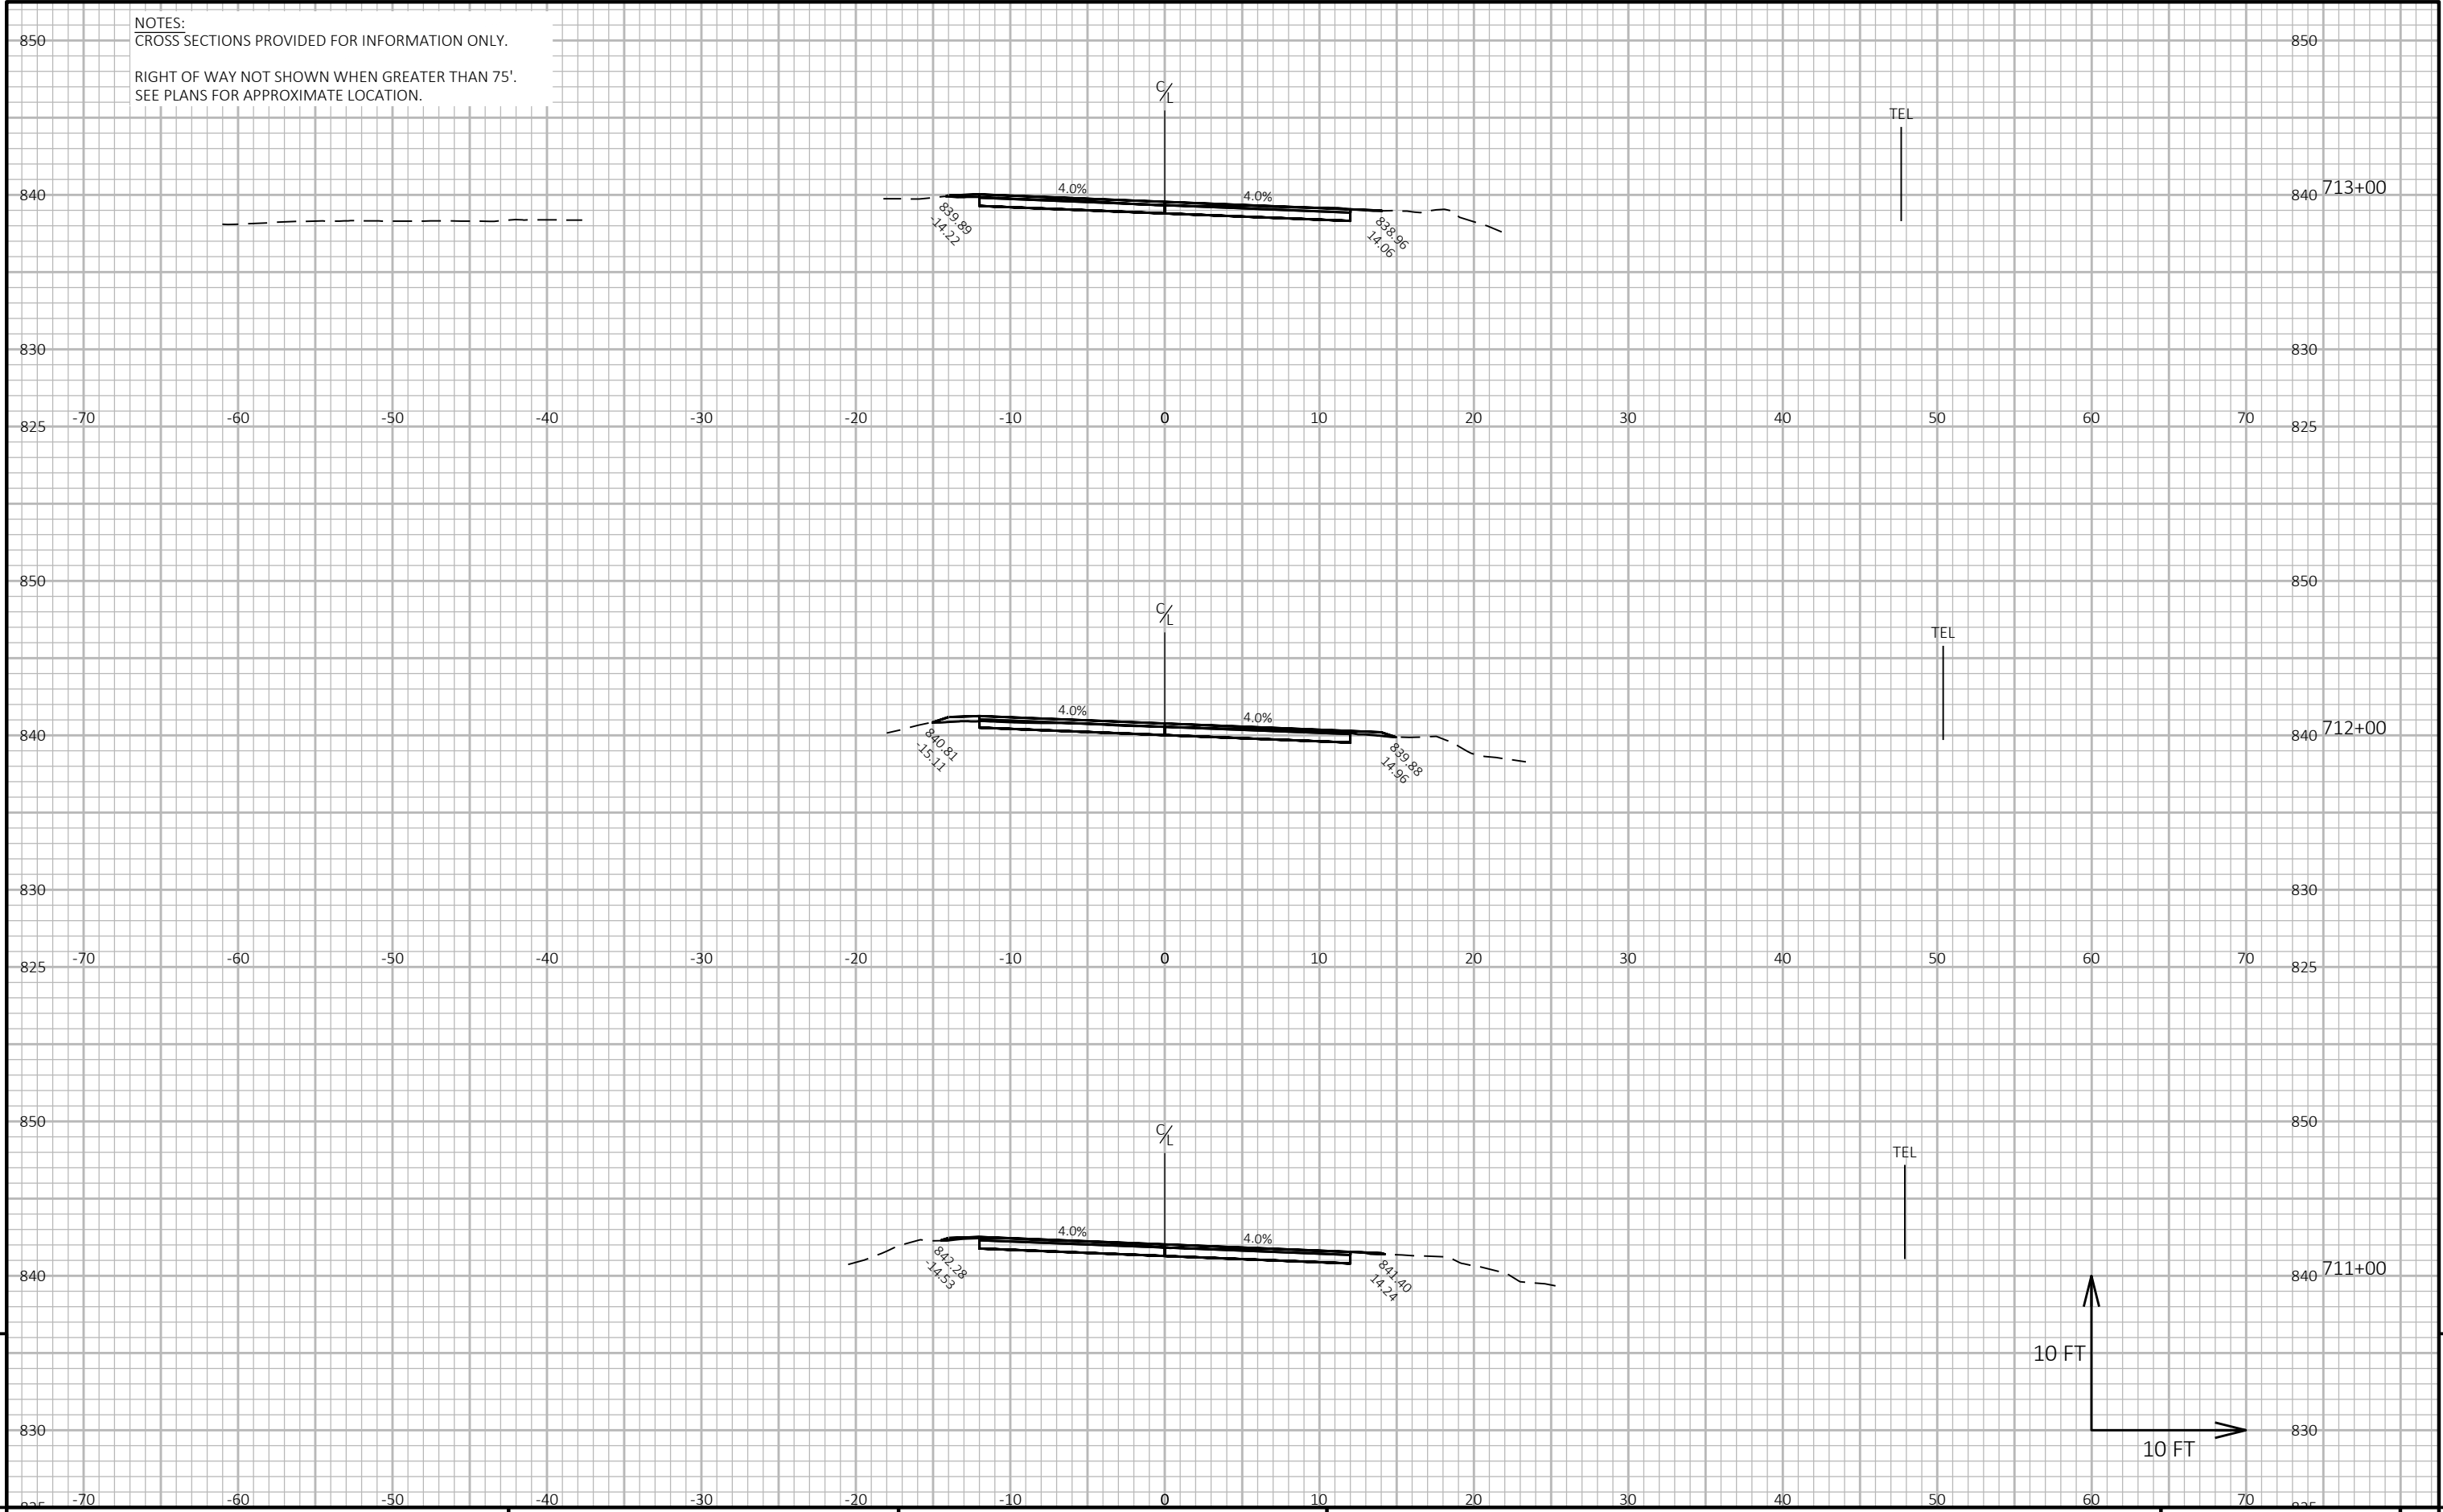 NOTES:
CROSS SECTIONS PROVIDED FOR INFORMATION ONLY.
RIGHT OF WAY NOT SHOWN WHEN GREATER THAN 75'.
SEE PLANS FOR APPROXIMATE LOCATION.
850 850
C/L
TEL
840 4.0% 4.0% 840 713+00
839.89
-14.22
838.96
14.06
830 830
-70 -60 -50 -40 -30 -20 -10 0 10 20 30 40 50 60 70
825 825
850 850
C/L
TEL
4.0% 4.0%
840 840 712+00
840.81
-15.11
839.88
14.96
830 830
-70 -60 -50 -40 -30 -20 -10 0 10 20 30 40 50 60 70
825 825
850 850
C/L
TEL
4.0% 4.0%
840 840 711+00
842.28
-14.53
841.40
14.24
10 FT
830 830
10 FT
-70 -60 -50 -40 -30 -20 -10 0 10 20 30 40 50 60 70
825 825